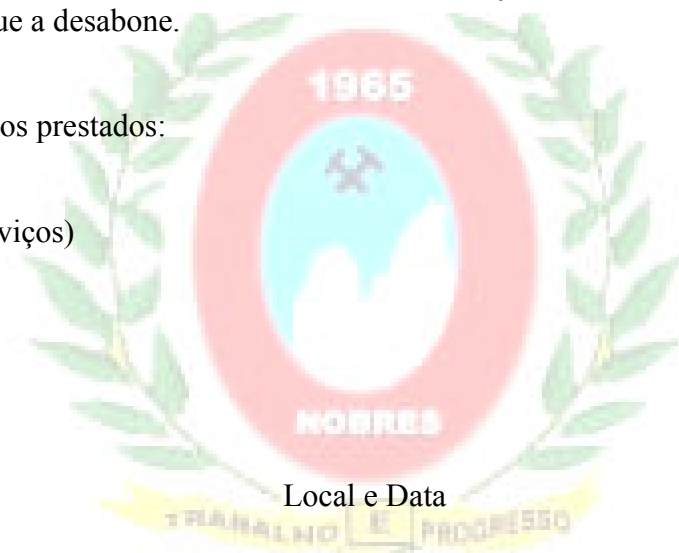 ue a desabone.
1965
os prestados:
viços)
NOBRES
Local e Data
TRABALHO E PROGRESSO